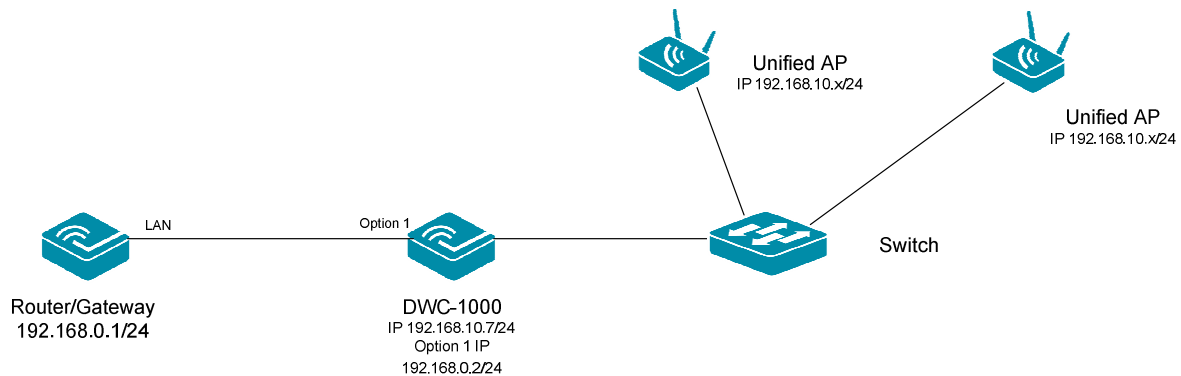 Unified AP
IP 192.168.10.x/24
Unified AP
IP 192.168.10.x/24
LAN
Option 1
Switch
Router/Gateway
192.168.0.1/24
DWC-1000
IP 192.168.10.7/24
Option 1 IP
192.168.0.2/24